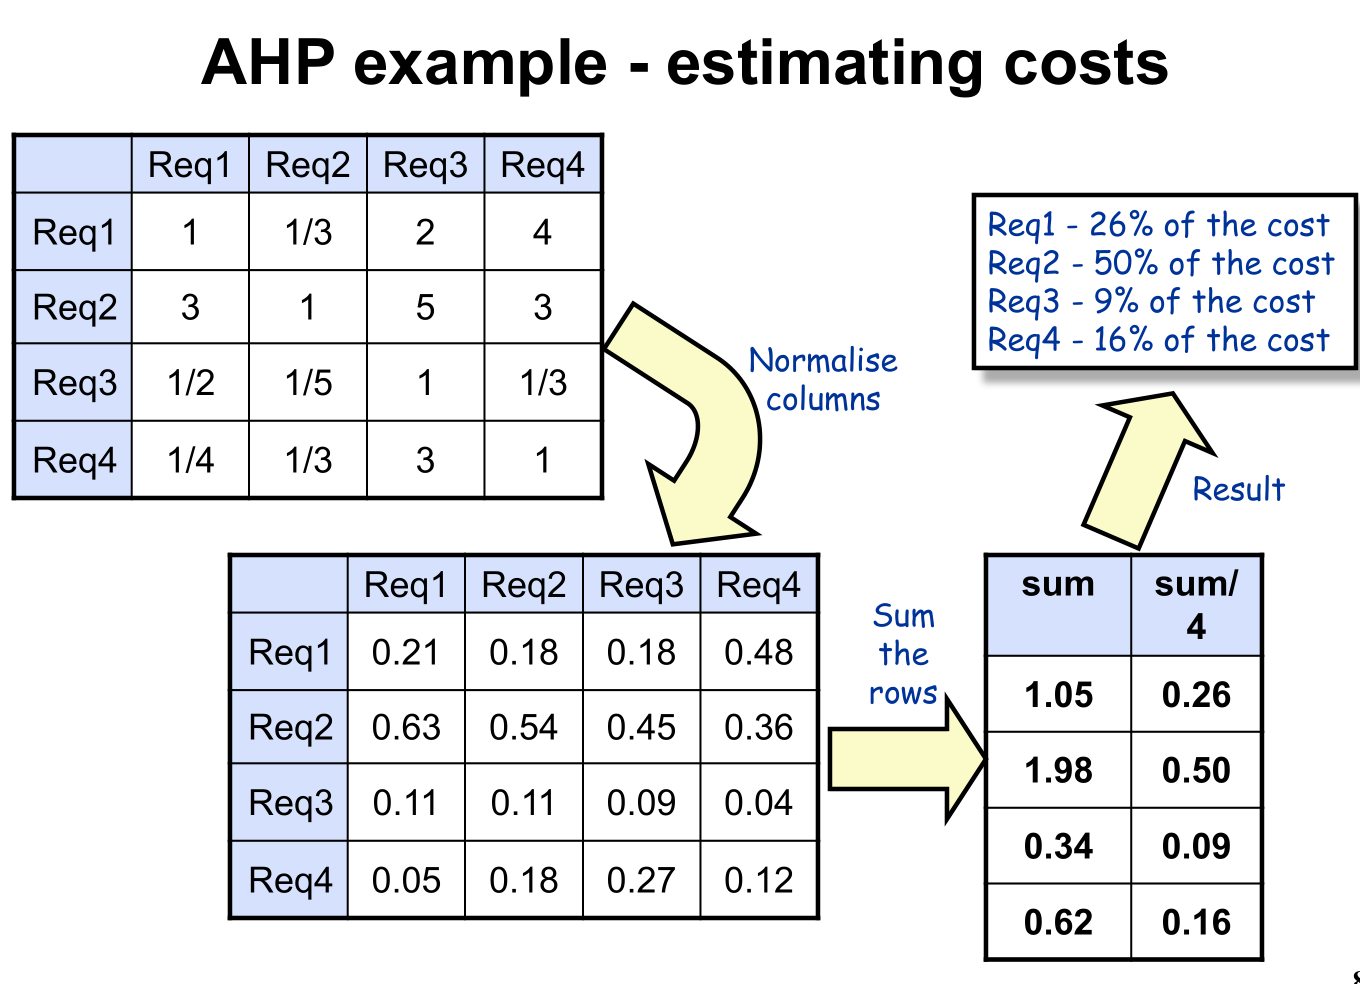 AHP example - estimating costs
Req1 Req2 Req3 Req4
Req1 1 1/3 2 4
Req2 3 1 5 3
Req3 1/2 1/5 1 1/3
Req4 1/4 1/3 3 1
Normalise
columns
Req1 - 26% of the cost
Req2 - 50% of the cost
Req3 - 9% of the cost
Req4 - 16% of the cost
Result
Req1 Req2 Req3 Req4
Req1 0.21 0.18 0.18 0.48
Req2 0.63 0.54 0.45 0.36
Req3 0.11 0.11 0.09 0.04
Req4 0.05 0.18 0.27 0.12
Sum
the
rows
sum sum/
4
1.05 0.26
1.98 0.50
0.34 0.09
0.62 0.16